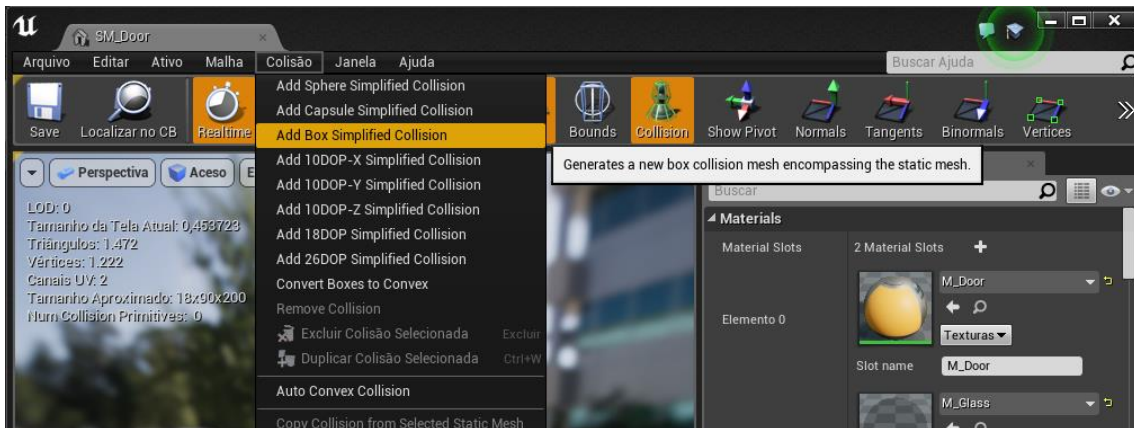 SM_Door
Arquivo Editar Ativo Malha Colisão Janela Ajuda
Buscar Ajuda
Save Localizar no CB Realtime Bounds Collision Show Pivot Normals Tangents Binormals Vertices
Add Sphere Simplified Collision
Add Capsule Simplified Collision
Add Box Simplified Collision
Add 10DOP-X Simplified Collision
Add 10DOP-Y Simplified Collision
Add 10DOP-Z Simplified Collision
Add 18DOP Simplified Collision
Add 26DOP Simplified Collision
Convert Boxes to Convex
Remove Collision
Excluir Colisão Selecionada Excluir
Duplicar Colisão Selecionada Ctrl+W
Auto Convex Collision
Copy Collision from Selected Static Mesh
Generates a new box collision mesh encompassing the static mesh.
Perspectiva Aceso
LOD: 0
Tamanho da Tela Atual: 0,453723
Triângulos: 1.472
Vértices: 1.222
Canais UV: 2
Tamanho Aproximado: 18x90x200
Num Collision Primitives: 0
Buscar
Materials
Material Slots 2 Material Slots
Elemento 0
M_Door
Texturas
Slot name M_Door
M_Glass